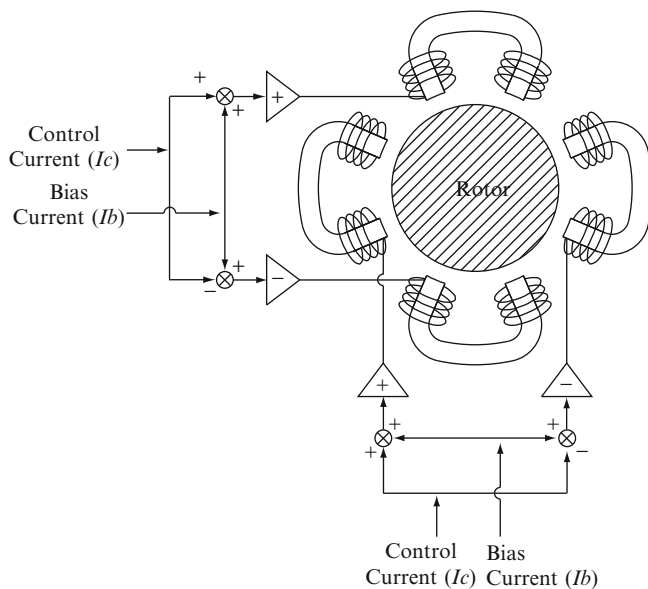 +
+
+
Control
Current (Ic)
Bias
Current (Ib)
Rotor
+
−
−
−
+
−
+
+
+
−
Control
Current (Ic)
Bias
Current (Ib)